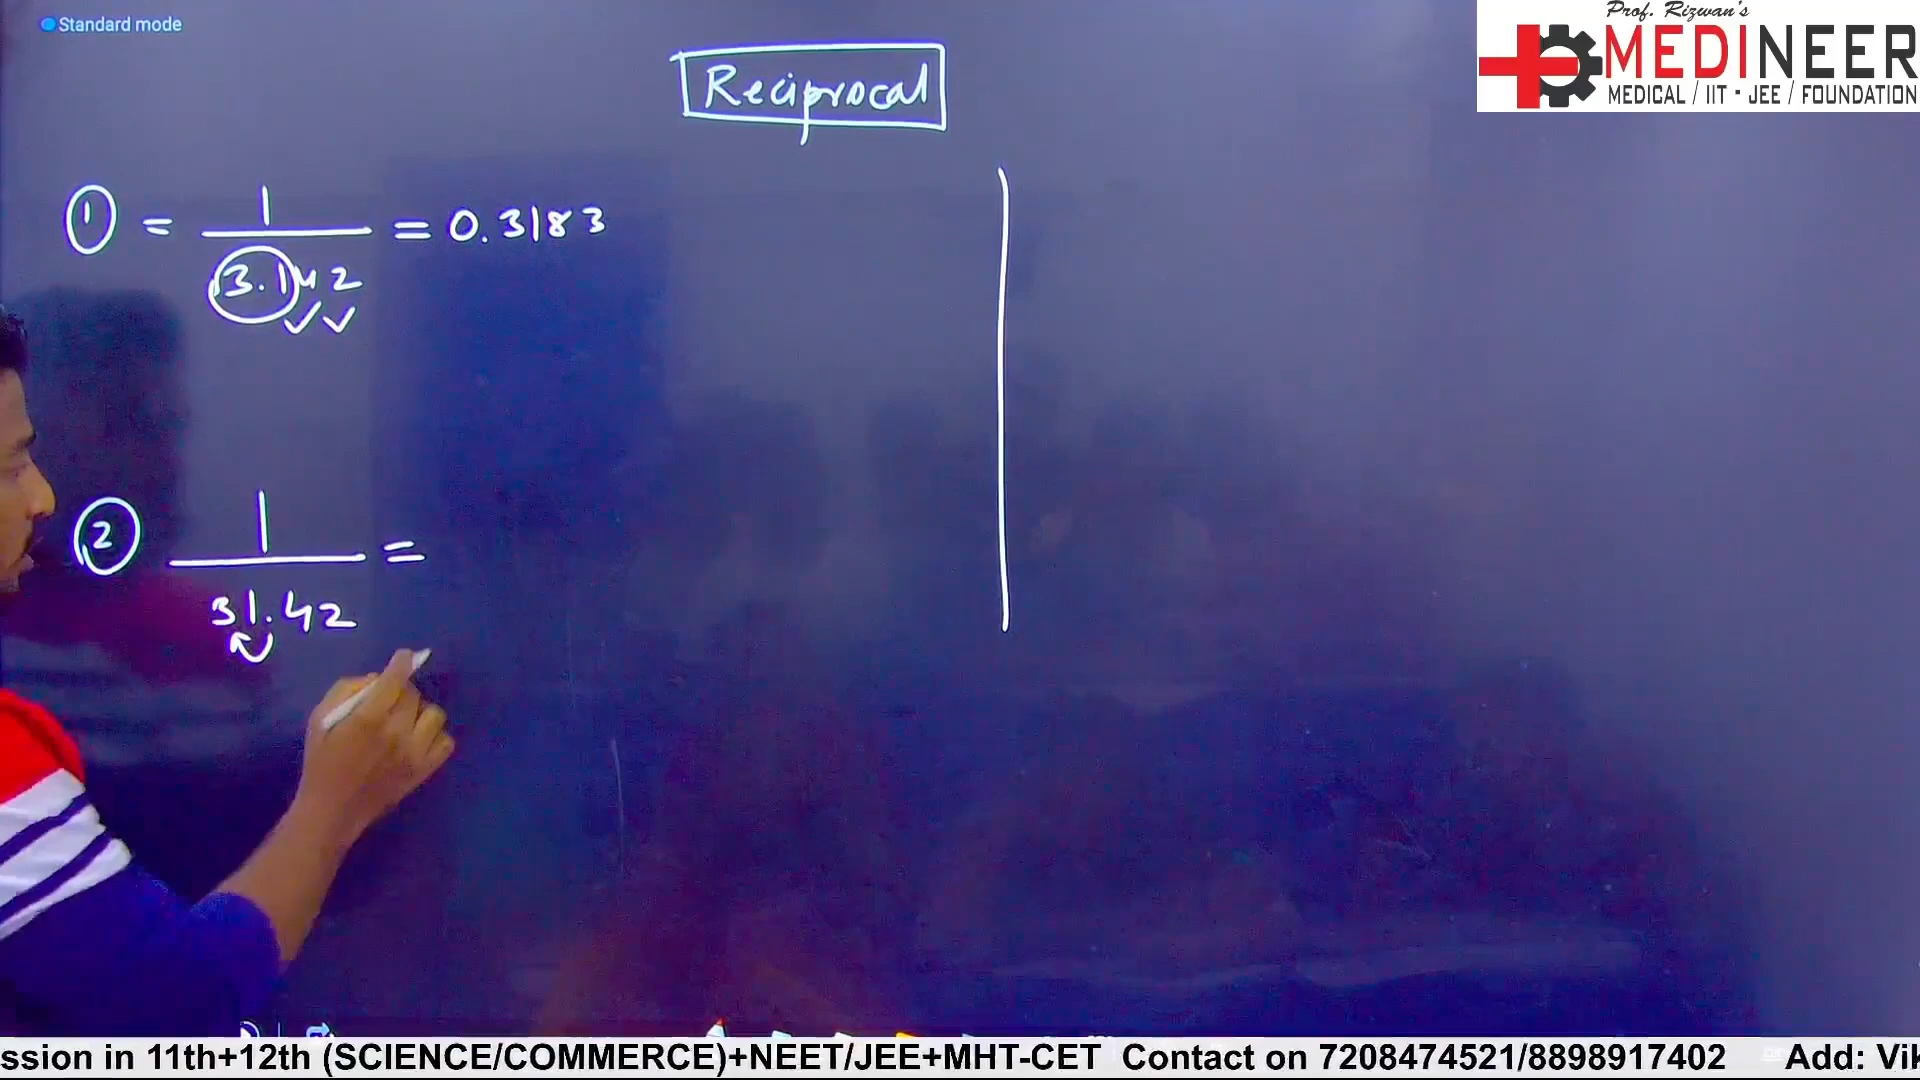 Standard mode
Prof. Rizwan's
MEDINEER
MEDICAL / IIT - JEE / FOUNDATION
Reciprocal
① = 1 / 3.142 = 0.3183
② 1 / 31.42 =
ssion in 11th+12th (SCIENCE/COMMERCE)+NEET/JEE+MHT-CET Contact on 7208474521/8898917402 Add: Vik